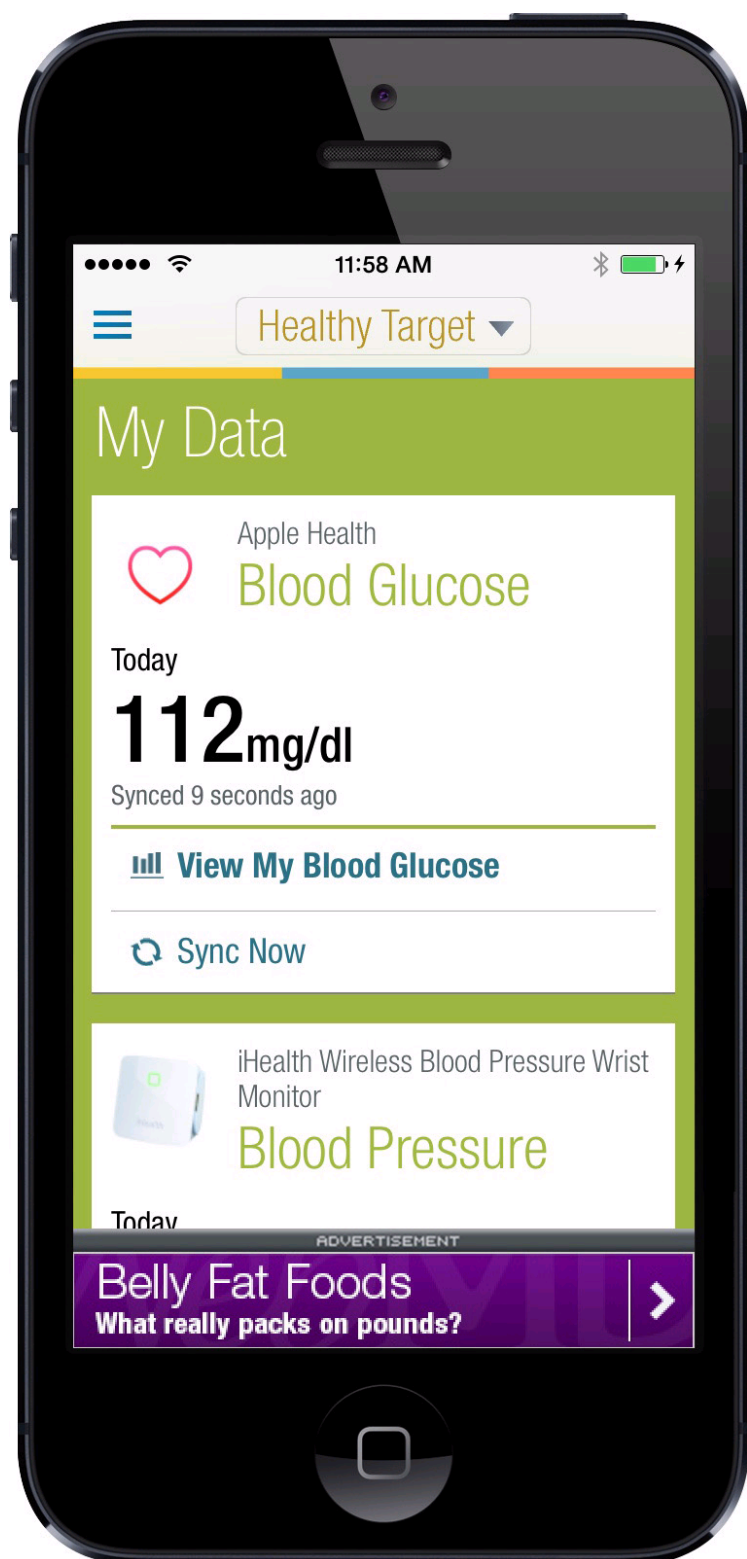 11:58 AM
Healthy Target
My Data
Apple Health
Blood Glucose
Today
112mg/dl
Synced 9 seconds ago
View My Blood Glucose
Sync Now
iHealth Wireless Blood Pressure Wrist
Monitor
Blood Pressure
Today
ADVERTISEMENT
Belly Fat Foods
What really packs on pounds?